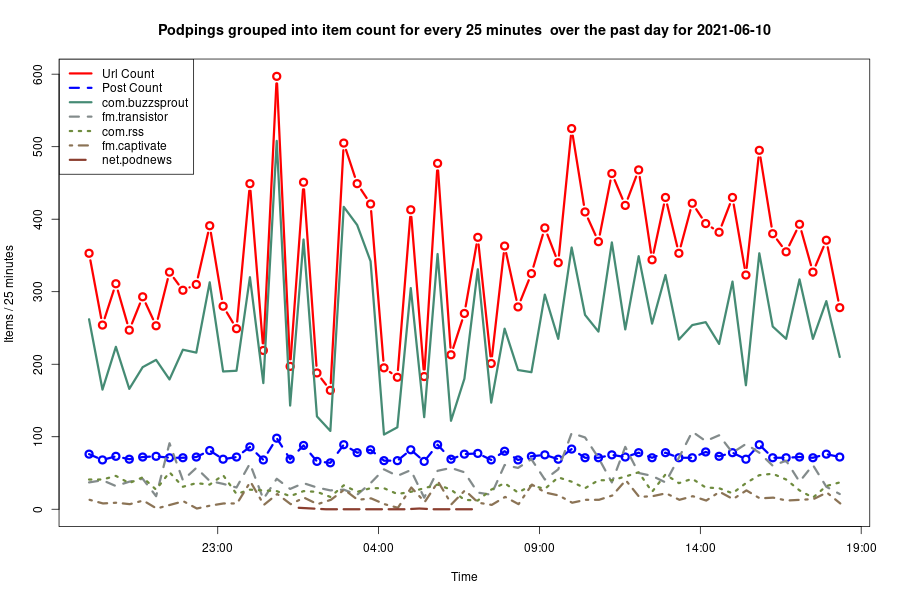 Podpings grouped into item count for every 25 minutes  over the past day for 2021-06-10
Url Count
Post Count
com.buzzsprout
fm.transistor
com.rss
fm.captivate
net.podnews
600
500
400
300
200
100
0
Items / 25 minutes
23:00
04:00
09:00
14:00
19:00
Time